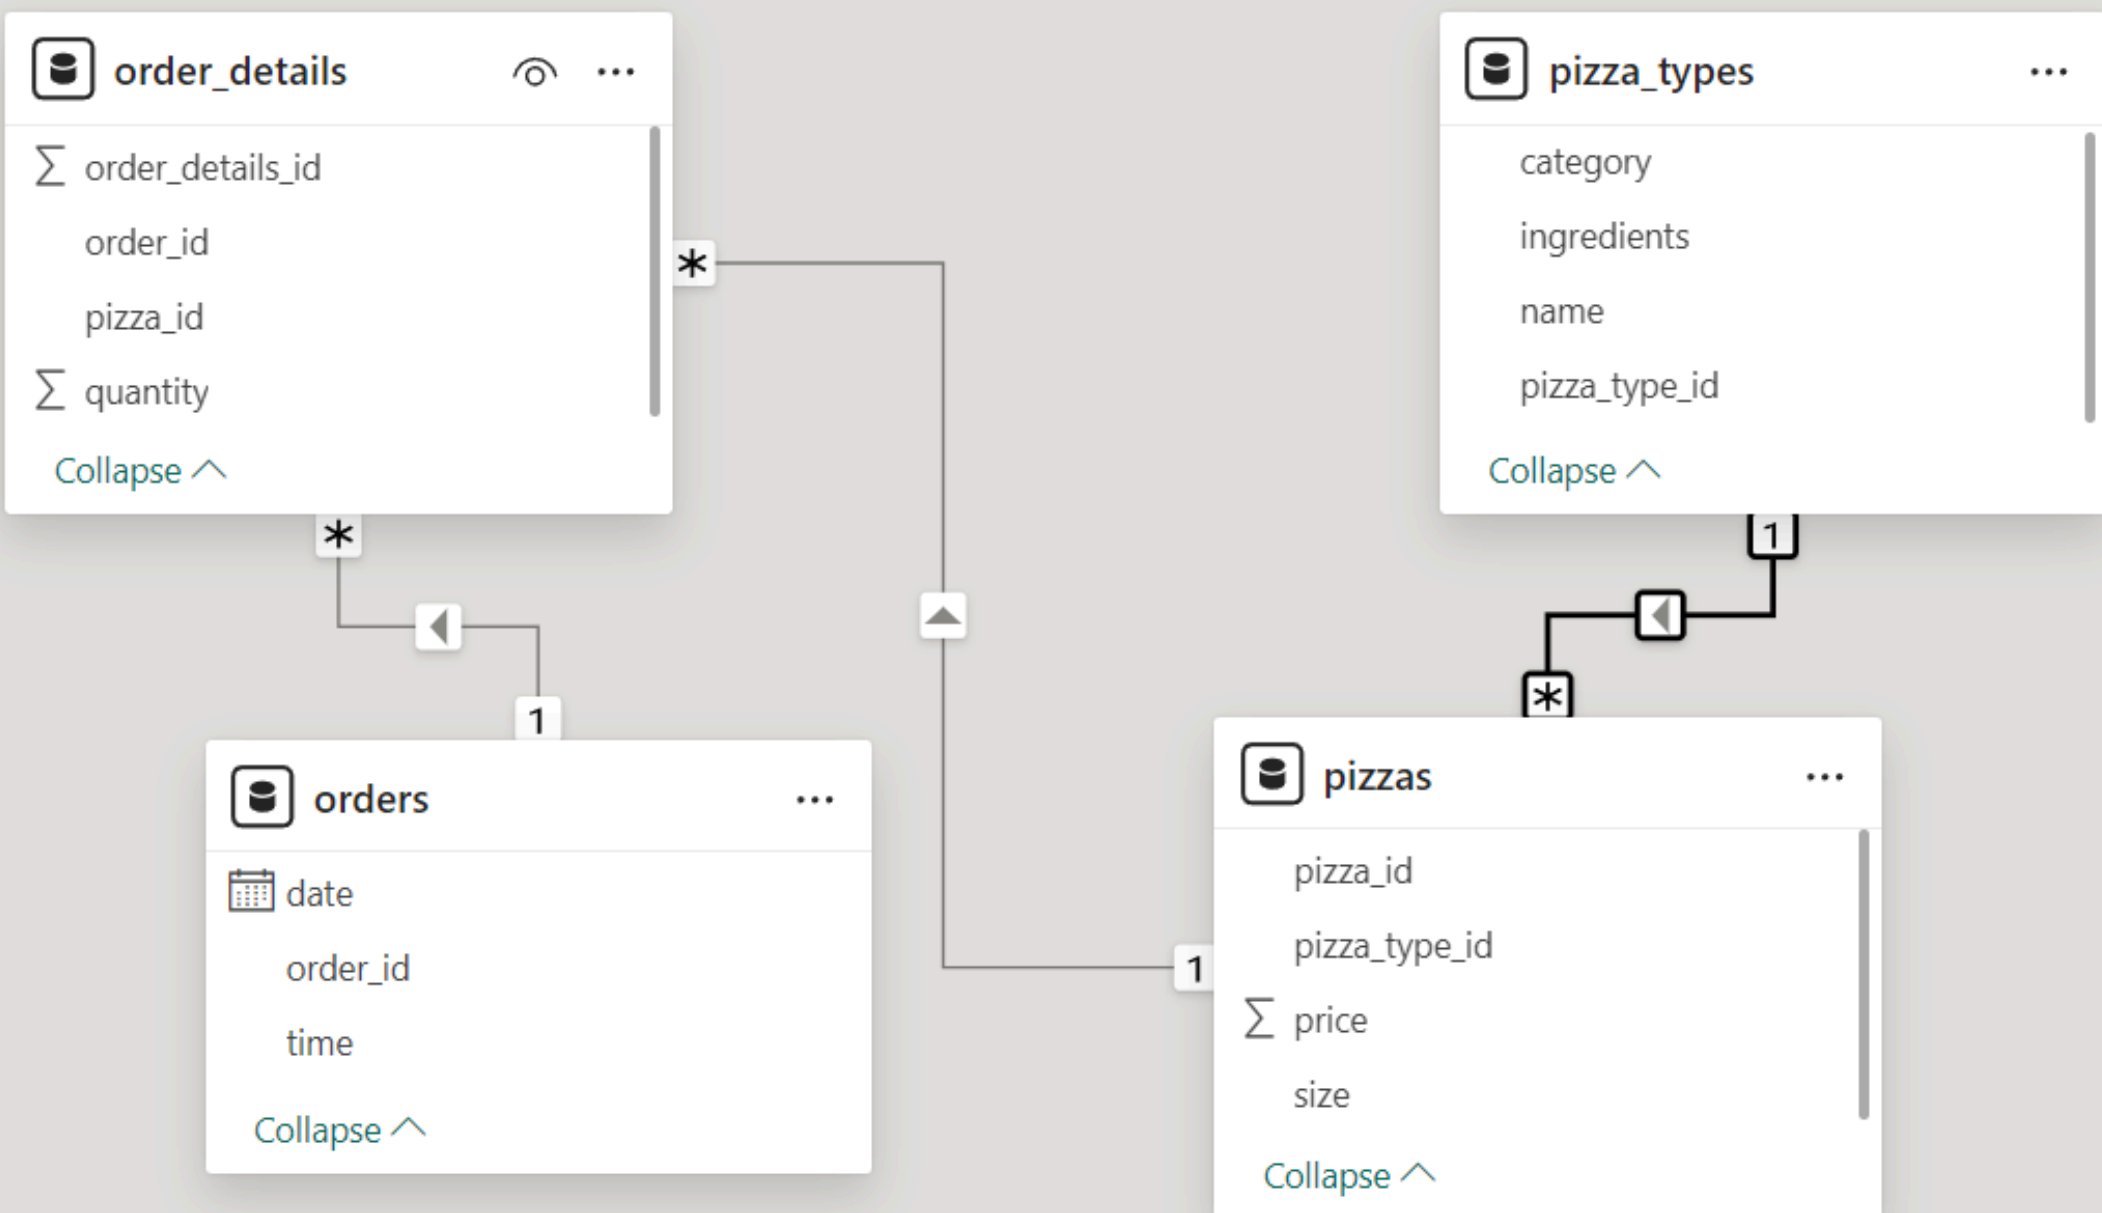 order_details
order_details_id
order_id
pizza_id
quantity
Collapse
*
*
1
orders
date
order_id
time
Collapse
pizza_types
category
ingredients
name
pizza_type_id
Collapse
1
*
1
pizzas
pizza_id
pizza_type_id
price
size
Collapse